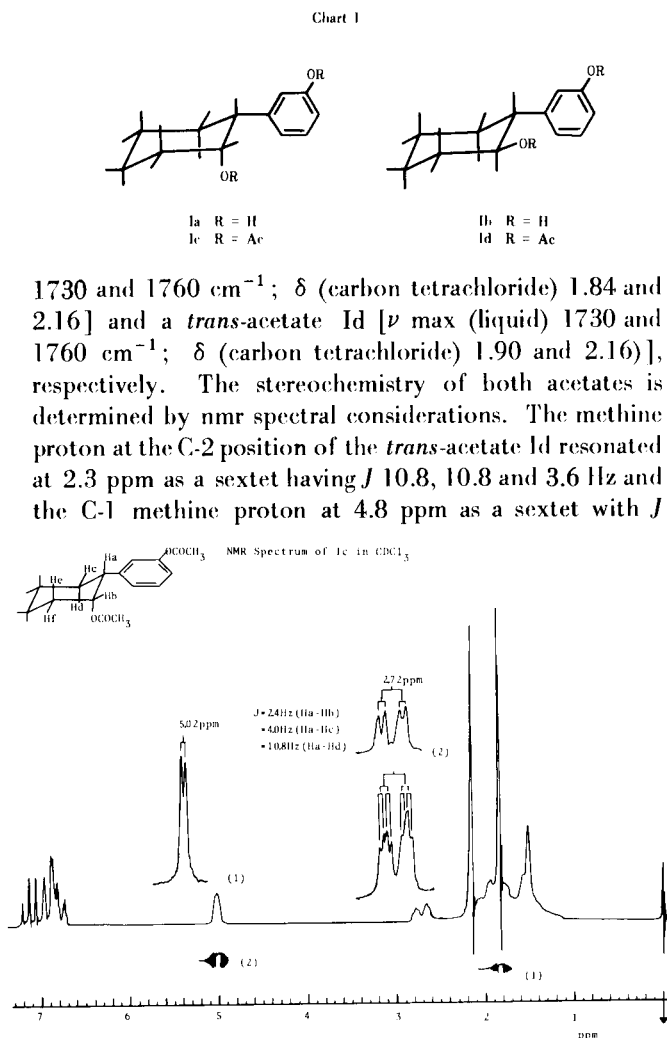 Chart I
OR
OR
OR
OR
Ia R = H
Ic R = Ac
Ib R = H
Id R = Ac
1730 and 1760 cm⁻¹; δ (carbon tetrachloride) 1.84 and
2.16] and a trans-acetate Id [ν max (liquid) 1730 and
1760 cm⁻¹; δ (carbon tetrachloride) 1.90 and 2.16)],
respectively. The stereochemistry of both acetates is
determined by nmr spectral considerations. The methine
proton at the C-2 position of the trans-acetate Id resonated
at 2.3 ppm as a sextet having J 10.8, 10.8 and 3.6 Hz and
the C-1 methine proton at 4.8 ppm as a sextet with J
OCOCH₃ NMR Spectrum of Ic in CDCl₃
Ha
He Hc
Hb
Hd
Hf OCOCH₃
2.72ppm
5.02ppm
J=2.4Hz(Ha-Hb)
=4.0Hz(Ha-Hc)
=10.8Hz(Ha-Hd)
(2)
(1)
(2)
(1)
7 6 5 4 3 2 1
ppm